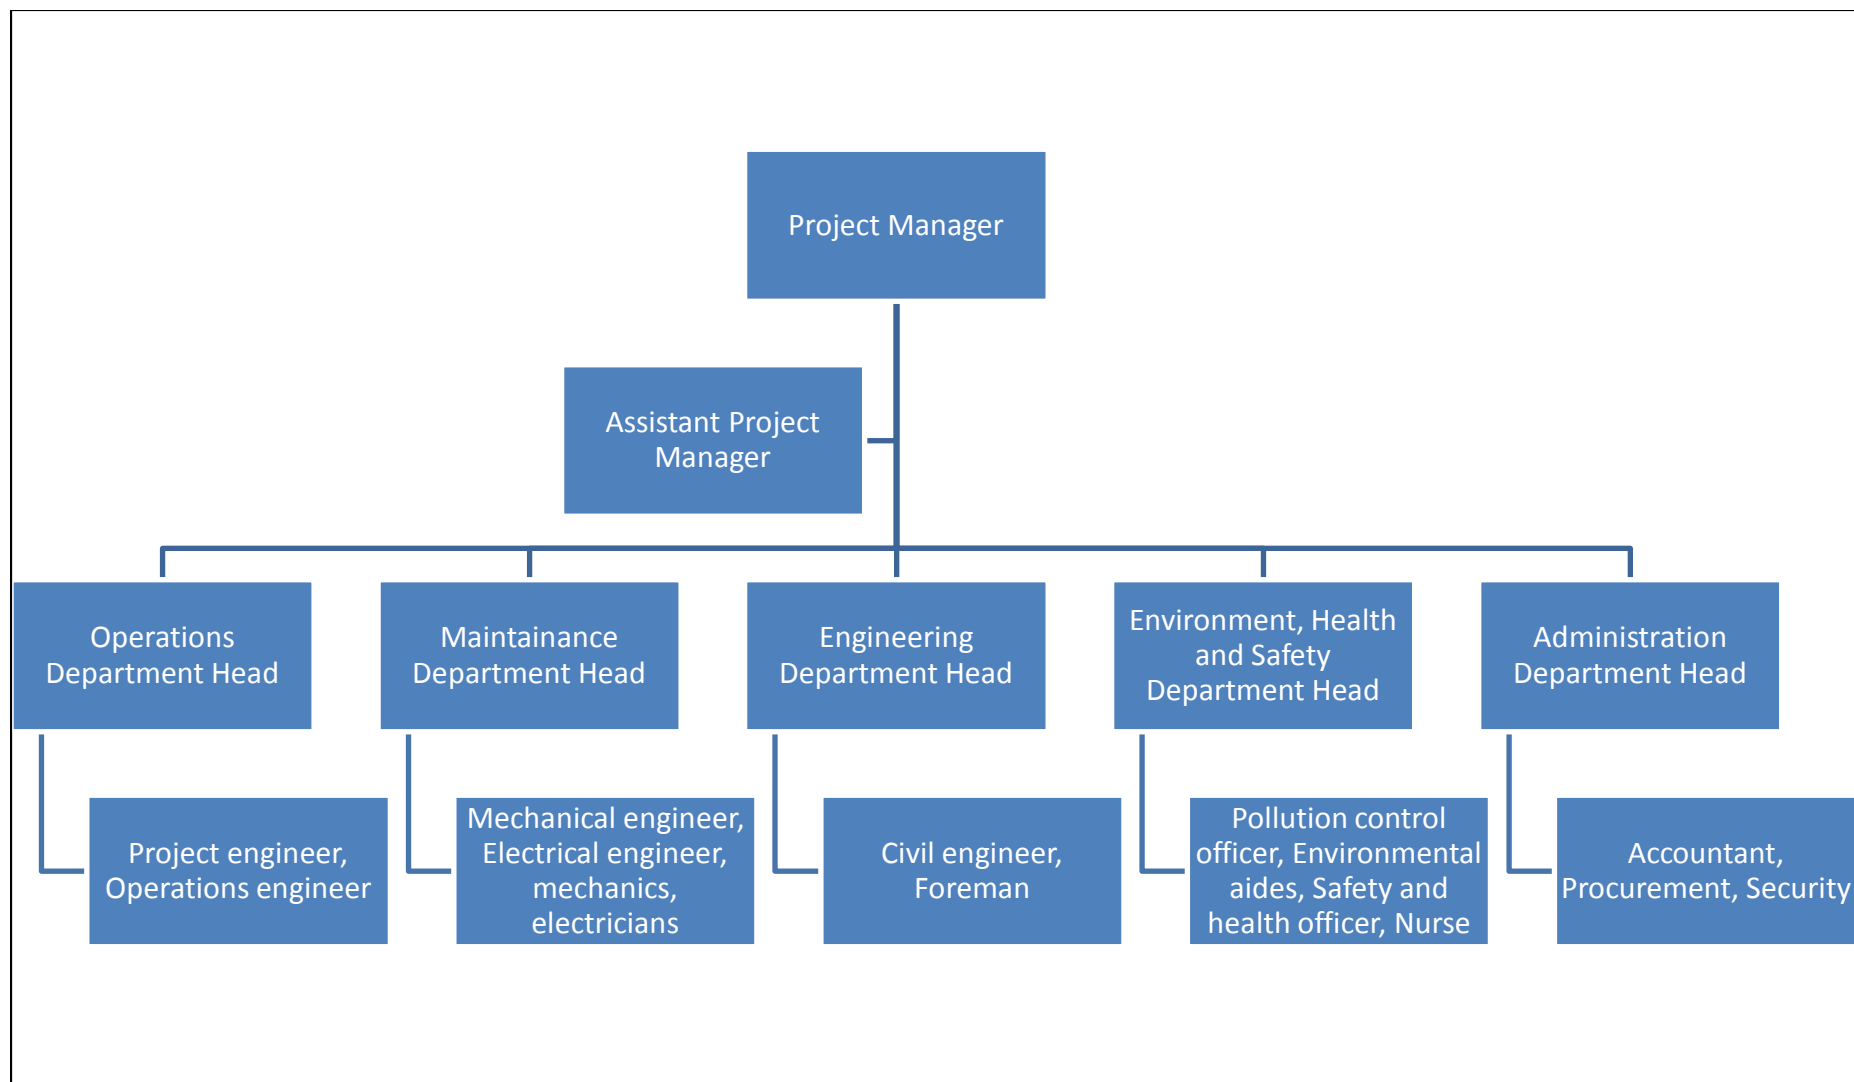 Project Manager
Assistant Project
Manager
Operations
Department Head
Maintainance
Department Head
Engineering
Department Head
Environment, Health
and Safety
Department Head
Administration
Department Head
Project engineer,
Operations engineer
Mechanical engineer,
Electrical engineer,
mechanics,
electricians
Civil engineer,
Foreman
Pollution control
officer, Environmental
aides, Safety and
health officer, Nurse
Accountant,
Procurement, Security